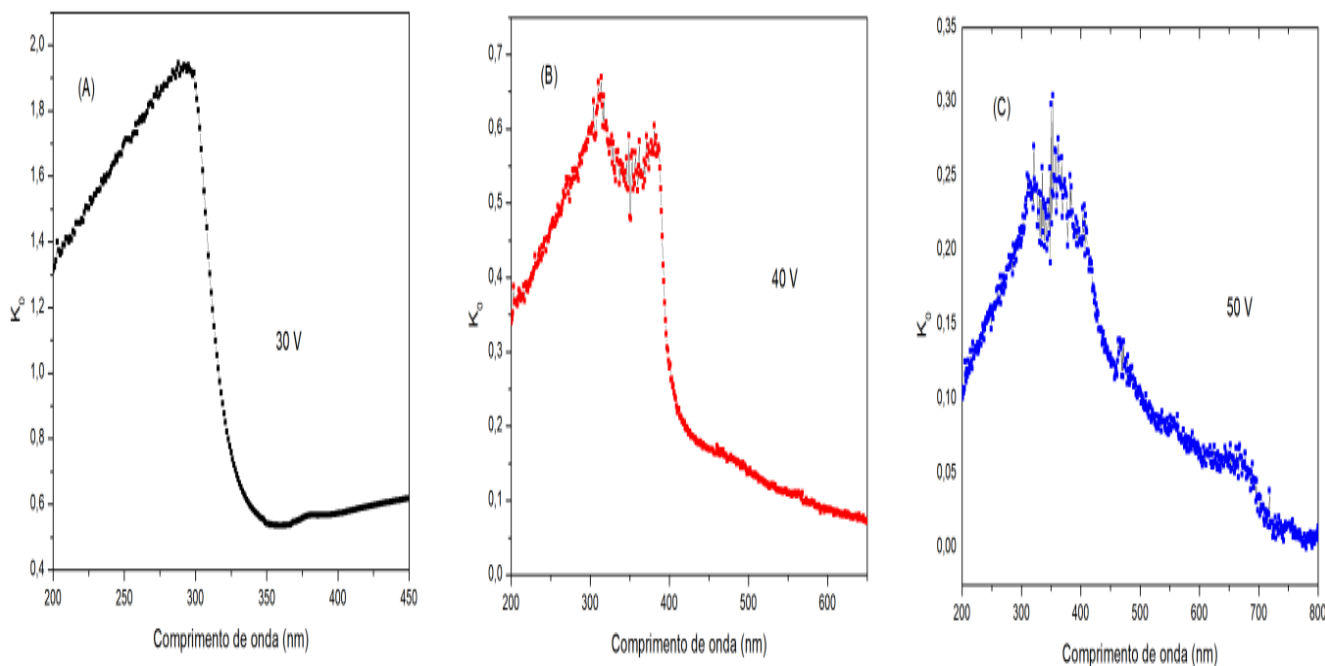 (A)
30 V
2,0
1,8
1,6
1,4
1,2
1,0
0,8
0,6
0,4
K₀
200 250 300 350 400 450
Comprimento de onda (nm)
(B)
40 V
0,7
0,6
0,5
0,4
0,3
0,2
0,1
0,0
K₀
200 300 400 500 600
Comprimento de onda (nm)
(C)
50 V
0,35
0,30
0,25
0,20
0,15
0,10
0,05
0,00
K₀
200 300 400 500 600 700 800
Comprimento de onda (nm)